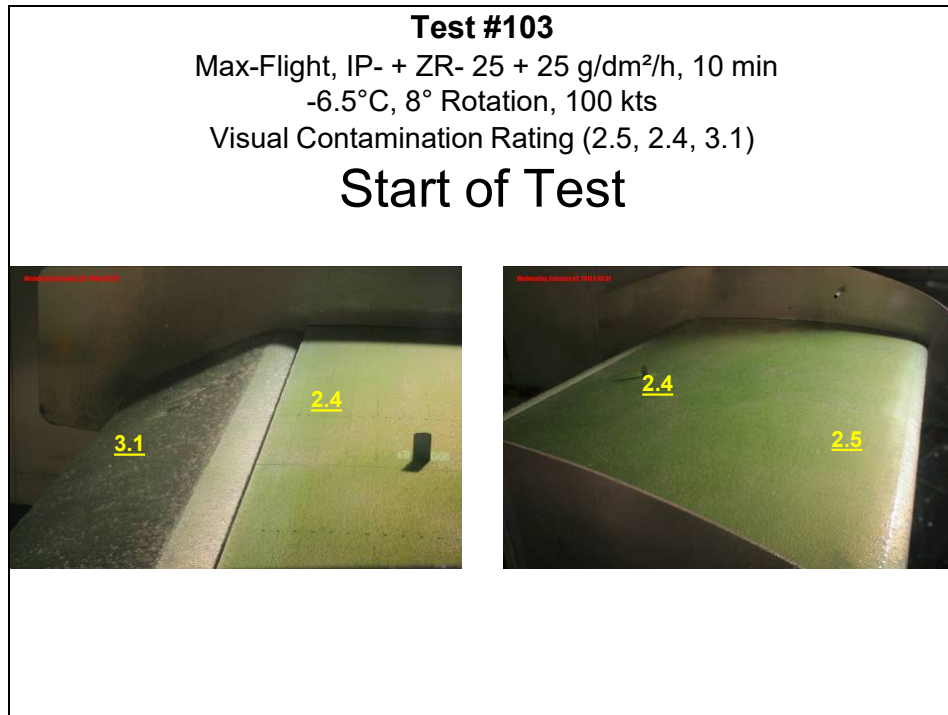 Test #103
Max-Flight, IP- + ZR- 25 + 25 g/dm²/h, 10 min
-6.5°C, 8° Rotation, 100 kts
Visual Contamination Rating (2.5, 2.4, 3.1)
Start of Test
2.4
3.1
2.4
2.5